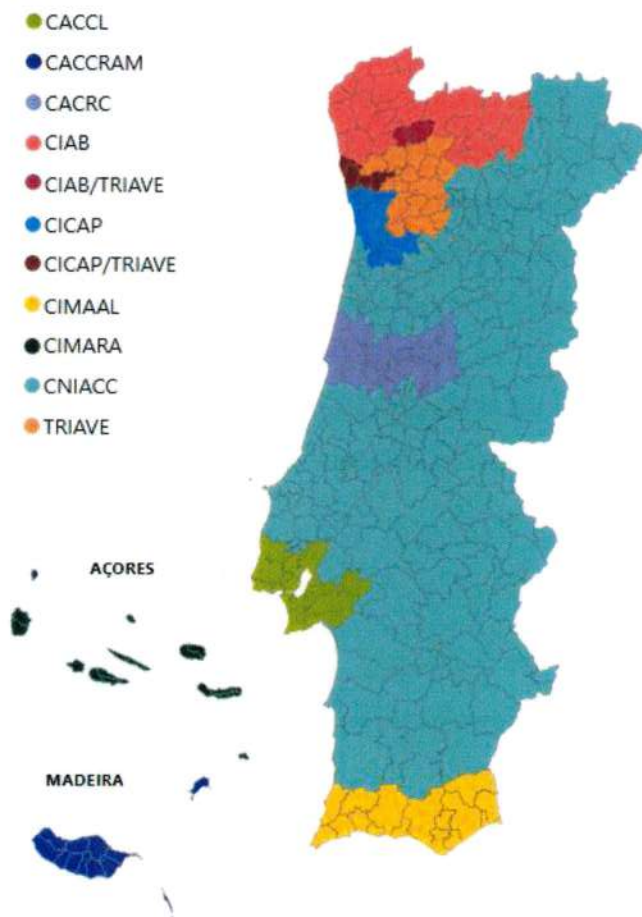 CACCL
CACCRAM
CACRC
CIAB
CIAB/TRIAVE
CICAP
CICAP/TRIAVE
CIMAAL
CIMARA
CNIACC
TRIAVE
AÇORES
MADEIRA